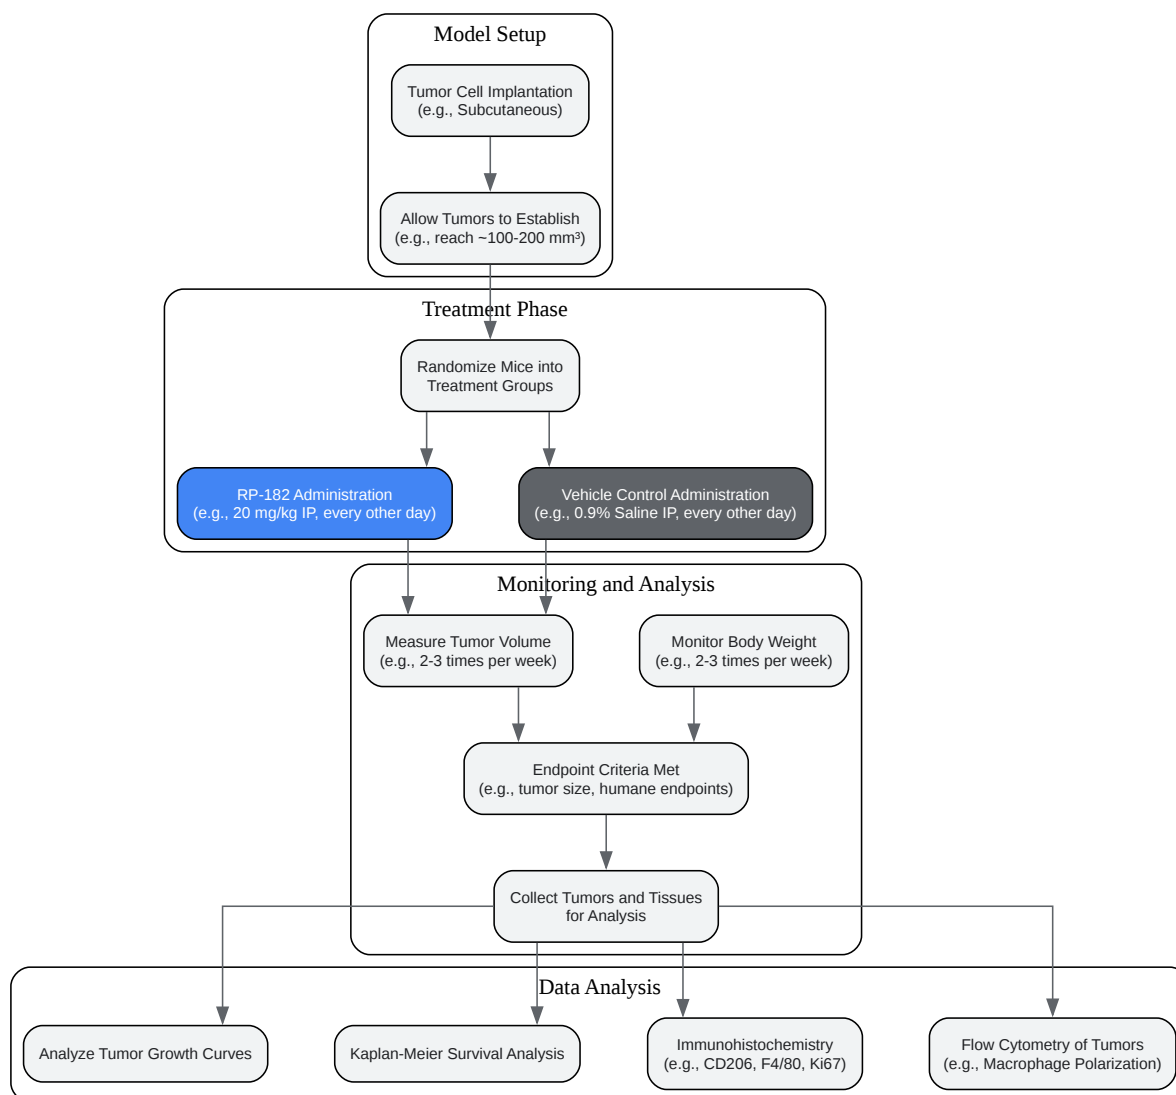 Model Setup
Tumor Cell Implantation
(e.g., Subcutaneous)
Allow Tumors to Establish
(e.g., reach ~100-200 mm³)
Treatment Phase
Randomize Mice into
Treatment Groups
RP-182 Administration
(e.g., 20 mg/kg IP, every other day)
Vehicle Control Administration
(e.g., 0.9% Saline IP, every other day)
Monitoring and Analysis
Measure Tumor Volume
(e.g., 2-3 times per week)
Monitor Body Weight
(e.g., 2-3 times per week)
Endpoint Criteria Met
(e.g., tumor size, humane endpoints)
Collect Tumors and Tissues
for Analysis
Data Analysis
Analyze Tumor Growth Curves
Kaplan-Meier Survival Analysis
Immunohistochemistry
(e.g., CD206, F4/80, Ki67)
Flow Cytometry of Tumors
(e.g., Macrophage Polarization)